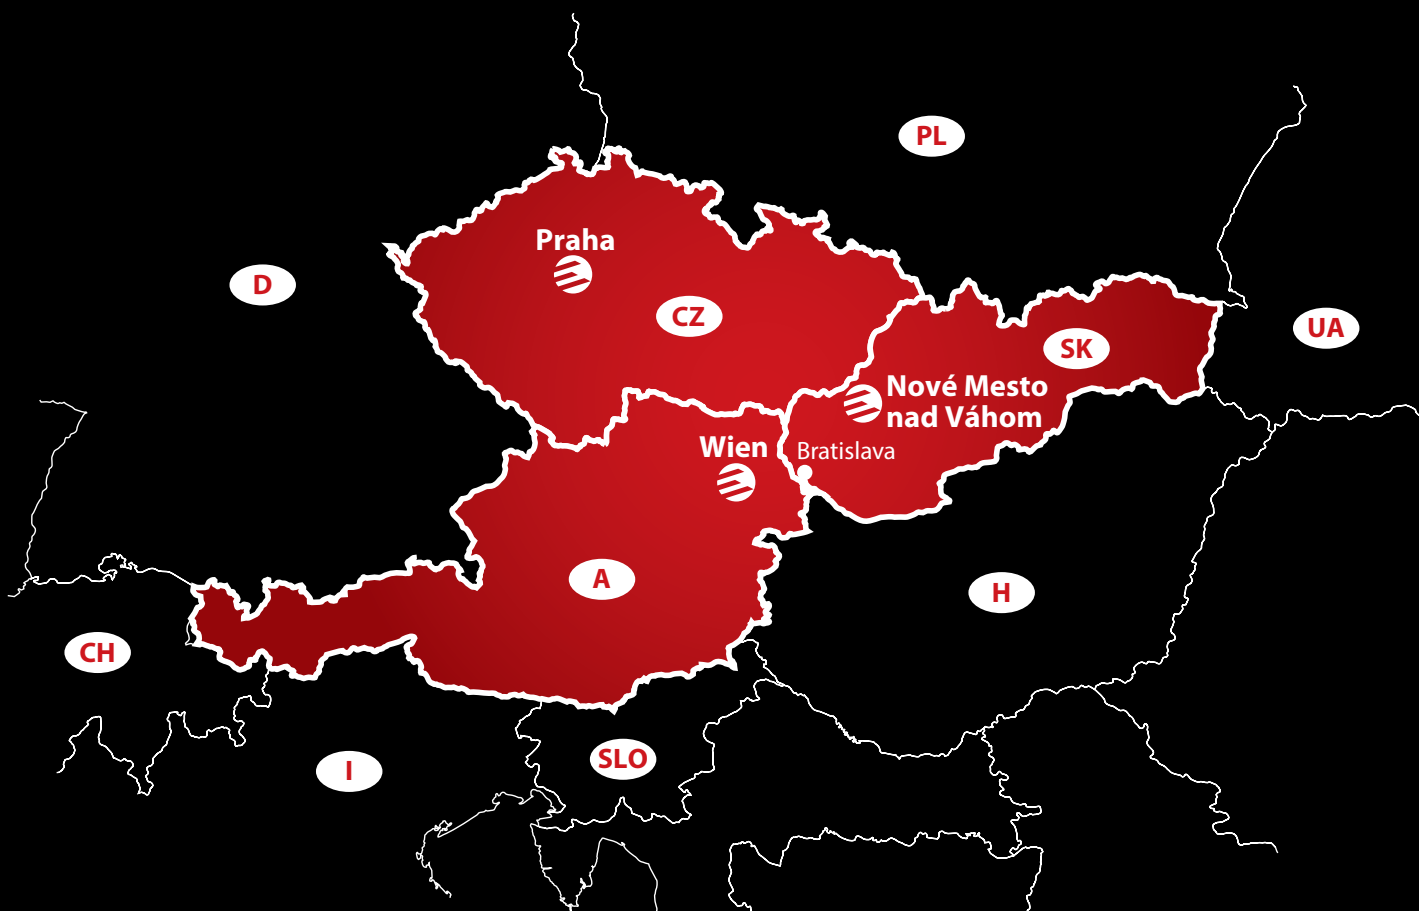 PL
Praha
D
CZ
UA
SK
Nové Mesto
nad Váhom
Wien
Bratislava
A
H
CH
SLO
I